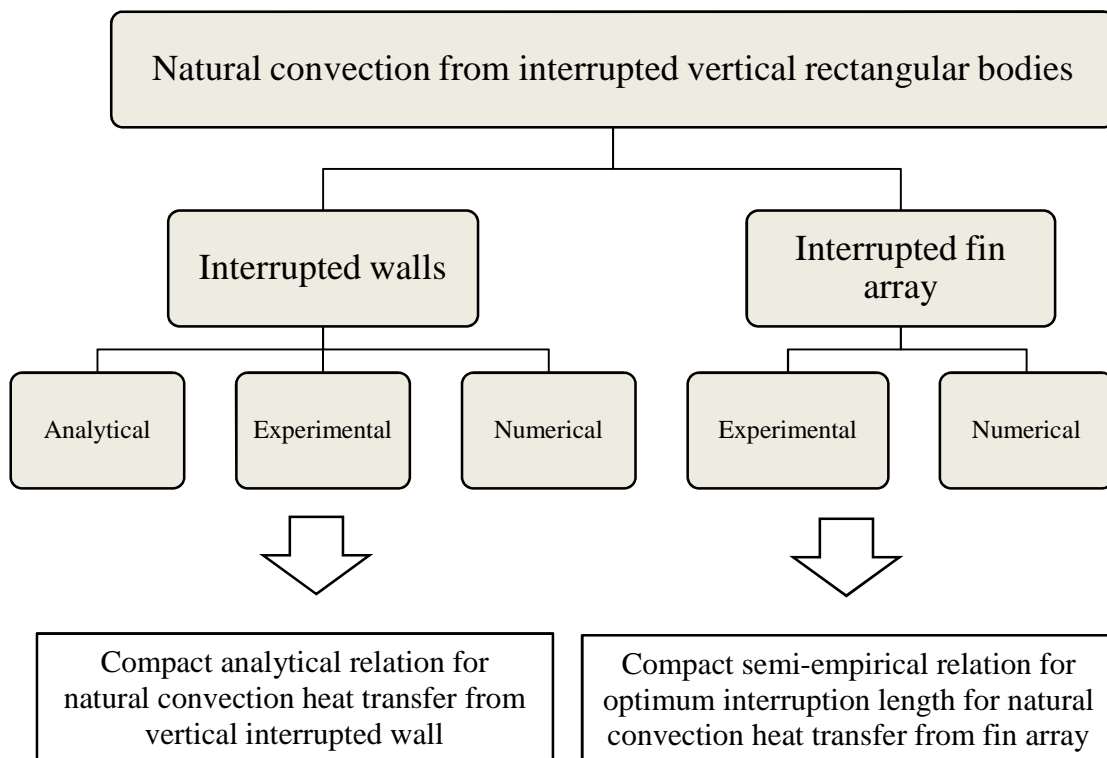 Natural convection from interrupted vertical rectangular bodies
Interrupted walls
Interrupted fin
array
Analytical
Experimental
Numerical
Experimental
Numerical
Compact analytical relation for
natural convection heat transfer from
vertical interrupted wall
Compact semi-empirical relation for
optimum interruption length for natural
convection heat transfer from fin array